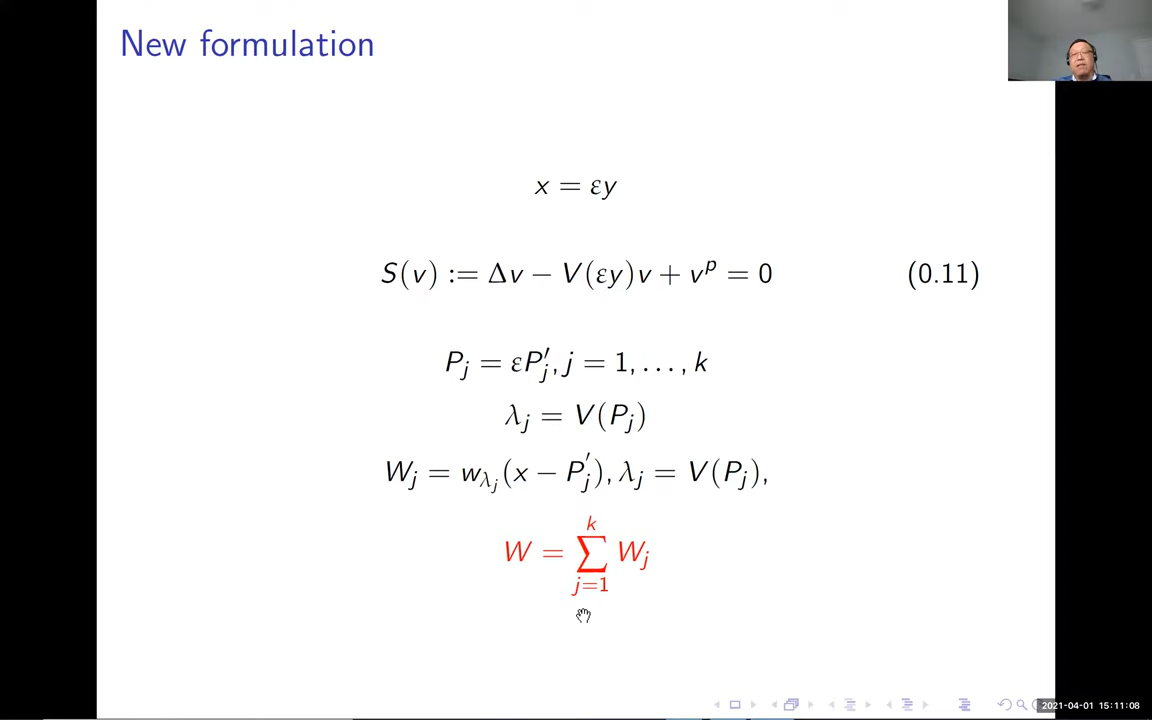 New formulation
x = εy
S(v) := Δv − V(εy)v + v^p = 0 (0.11)
P_j = εP′_j, j = 1, . . . , k
λ_j = V(P_j)
W_j = w_{λ_j}(x − P′_j), λ_j = V(P_j),
W = ∑_{j=1}^{k} W_j
2021-04-01 15:11:08